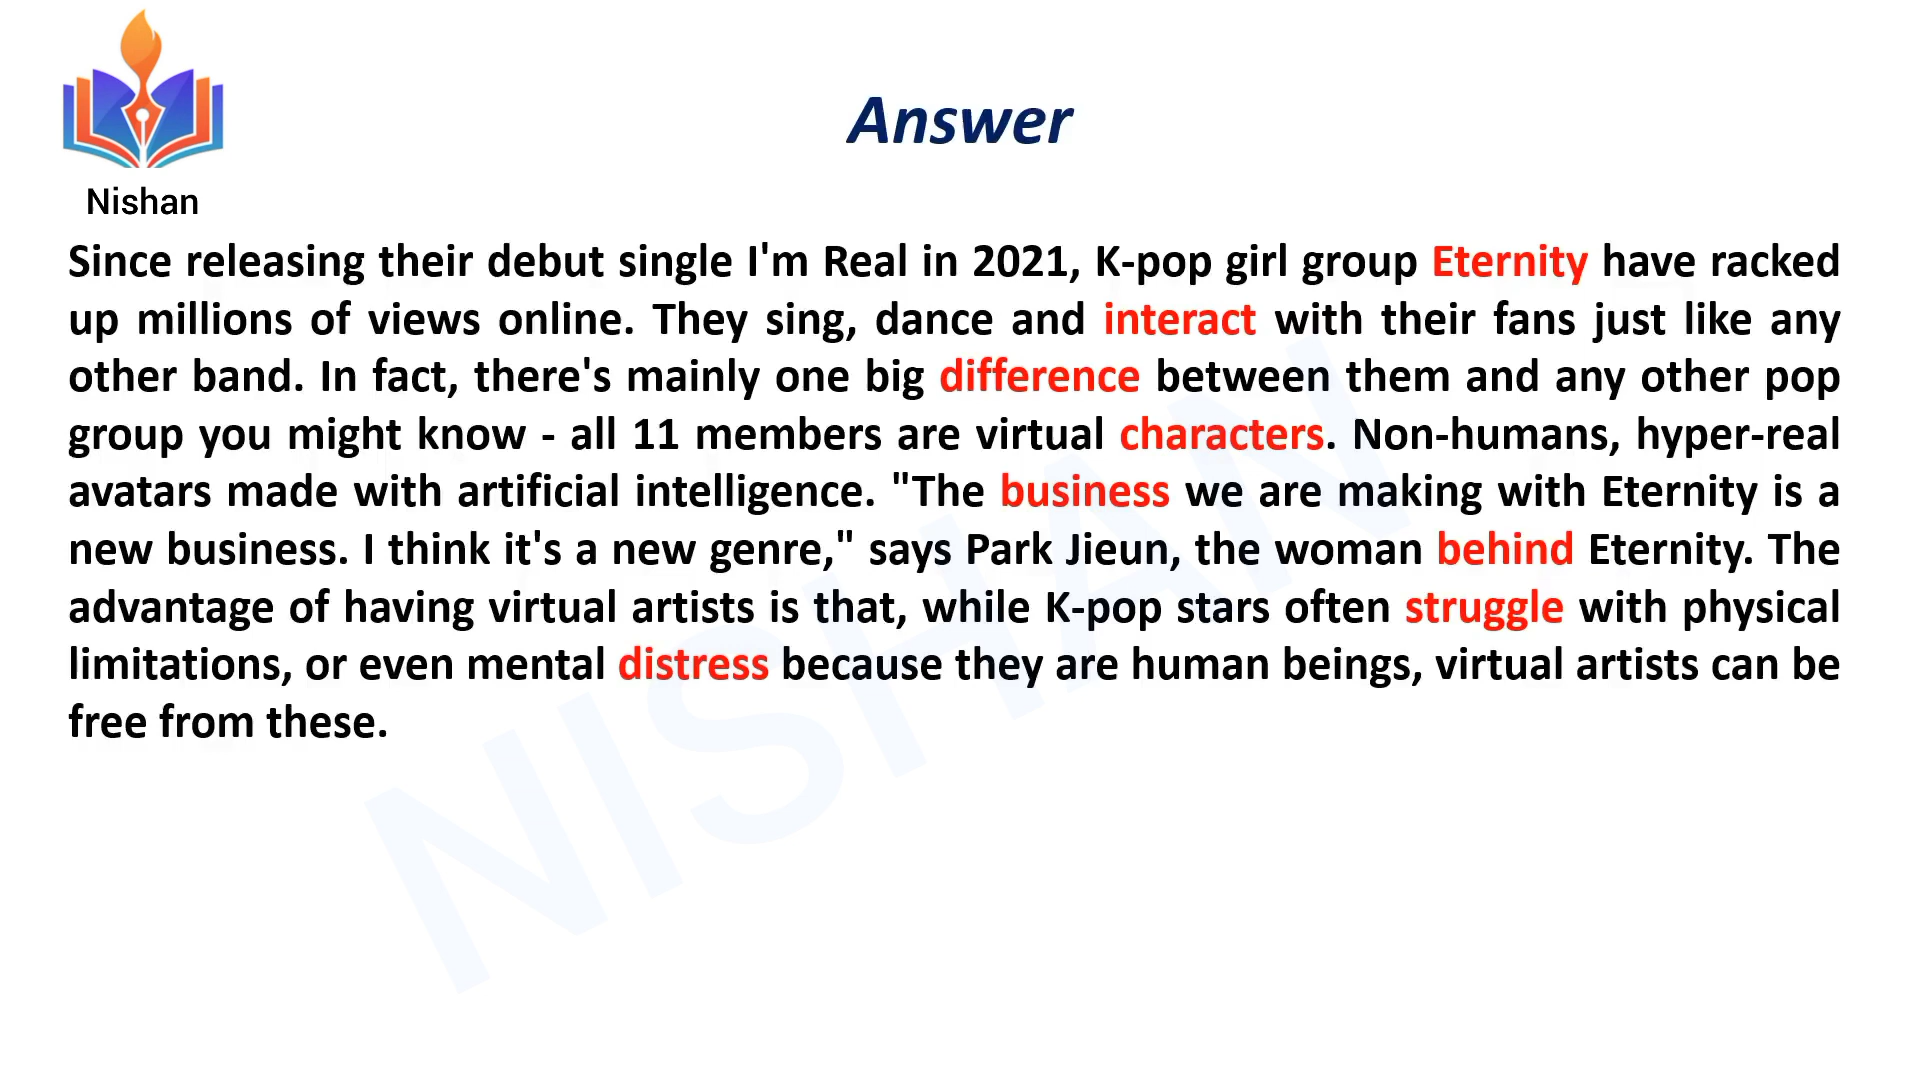 Answer
Nishan
Since releasing their debut single I'm Real in 2021, K-pop girl group Eternity have racked
up millions of views online. They sing, dance and interact with their fans just like any
other band. In fact, there's mainly one big difference between them and any other pop
group you might know - all 11 members are virtual characters. Non-humans, hyper-real
avatars made with artificial intelligence. "The business we are making with Eternity is a
new business. I think it's a new genre," says Park Jieun, the woman behind Eternity. The
advantage of having virtual artists is that, while K-pop stars often struggle with physical
limitations, or even mental distress because they are human beings, virtual artists can be
free from these.
NISHAN